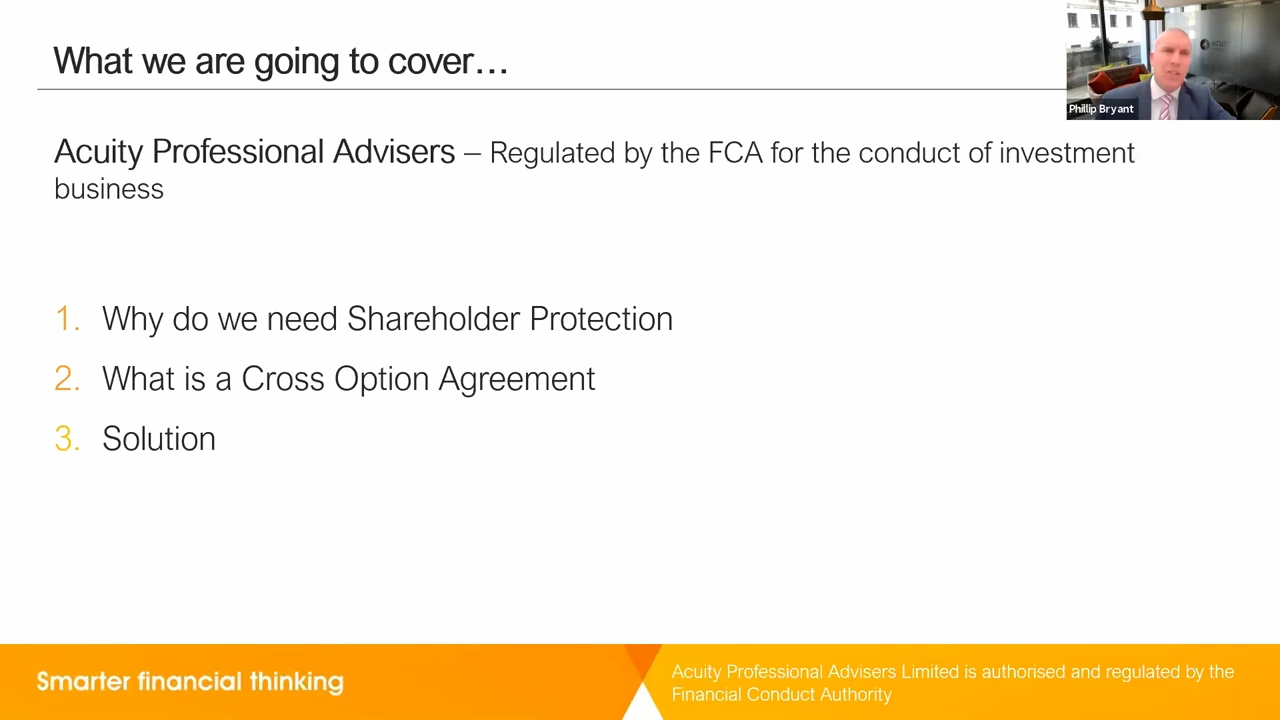 What we are going to cover…
Phillip Bryant
Acuity Professional Advisers – Regulated by the FCA for the conduct of investment
business
1. Why do we need Shareholder Protection
2. What is a Cross Option Agreement
3. Solution
Smarter financial thinking
Acuity Professional Advisers Limited is authorised and regulated by the
Financial Conduct Authority